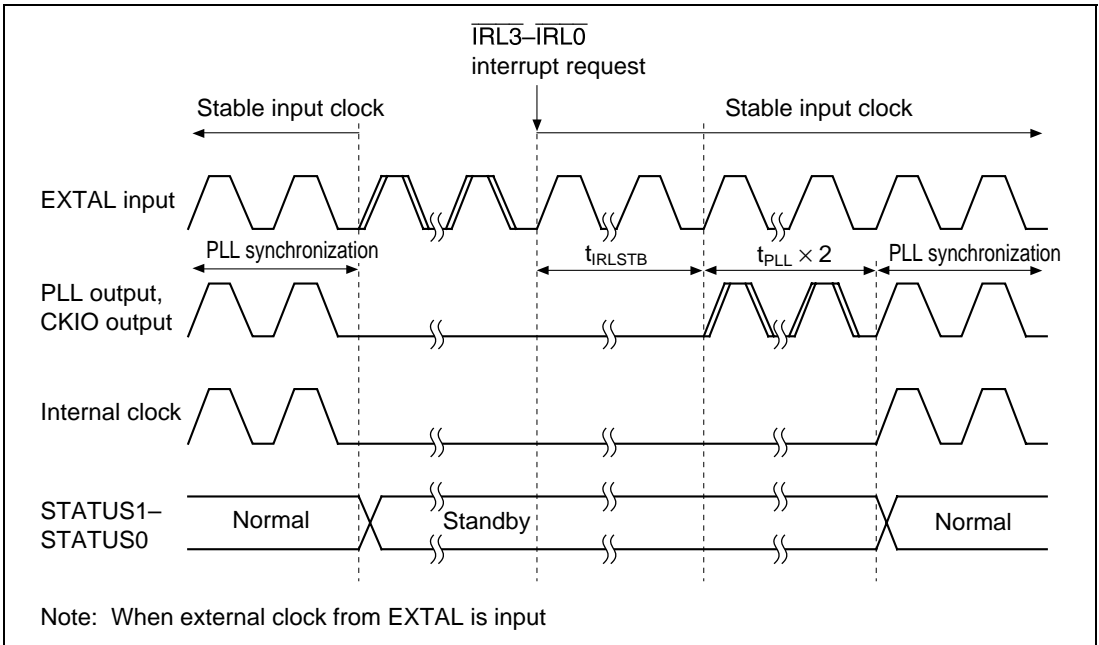 IRL3–IRL0
interrupt request
Stable input clock
Stable input clock
EXTAL input
PLL synchronization
tIRLSTB
tPLL × 2
PLL synchronization
PLL output,
CKIO output
Internal clock
STATUS1–
STATUS0
Normal
Standby
Normal
Note: When external clock from EXTAL is input